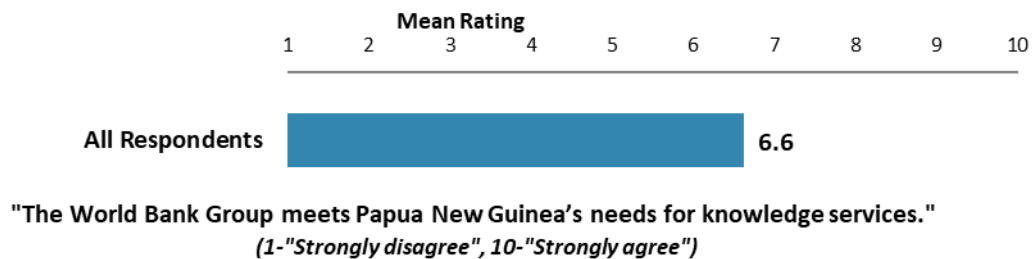 Mean Rating
1 2 3 4 5 6 7 8 9 10
All Respondents 6.6
"The World Bank Group meets Papua New Guinea’s needs for knowledge services."
(1-"Strongly disagree", 10-"Strongly agree")